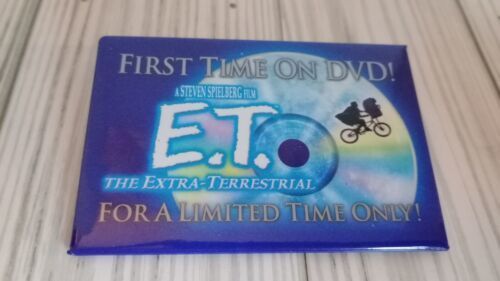 FIRST TIME ON DVD!
A STEVEN SPIELBERG FILM
E.T.
THE EXTRA-TERRESTRIAL
FOR A LIMITED TIME ONLY!